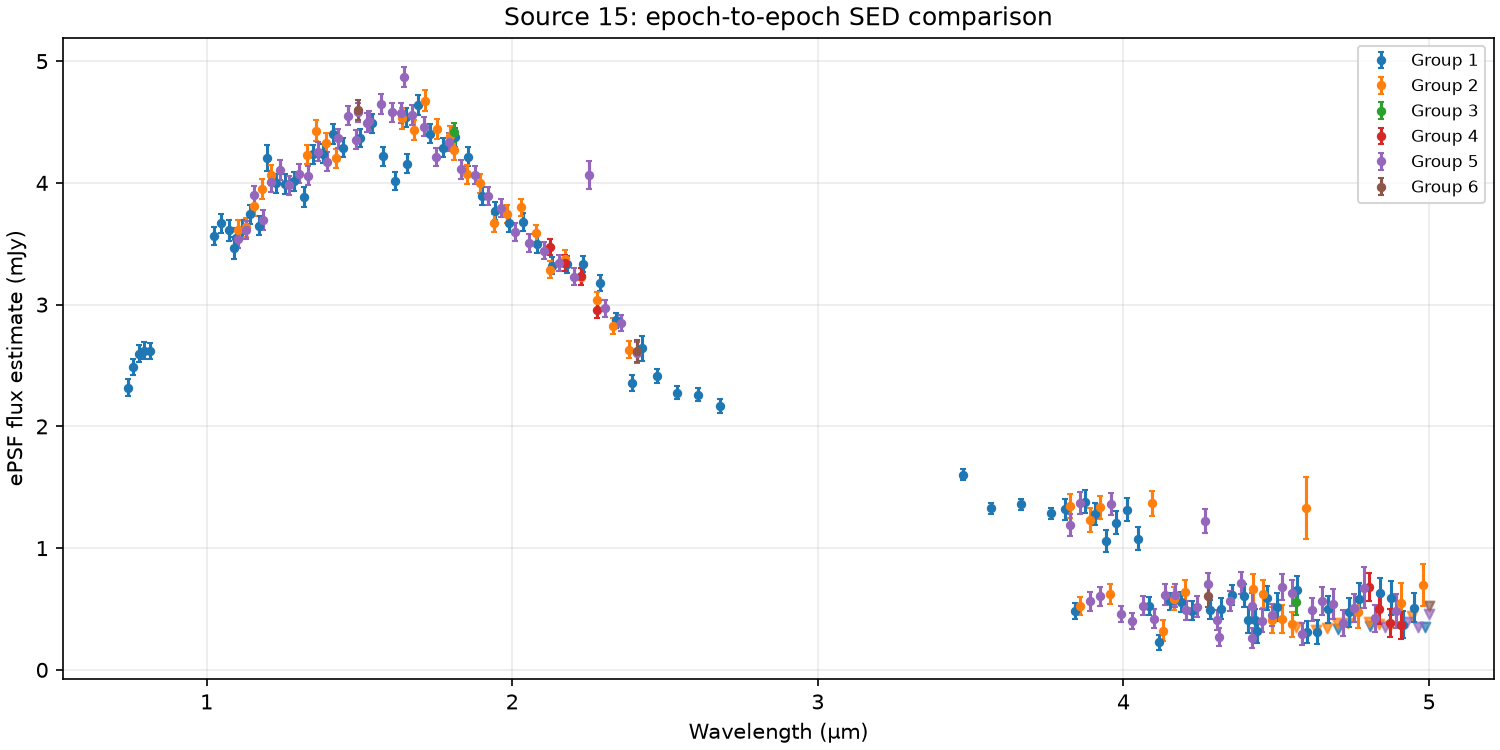 Source 15: epoch-to-epoch SED comparison
ePSF flux estimate (mJy)
5
4
3
2
1
0
1 2 3 4 5
Wavelength (µm)
Group 1
Group 2
Group 3
Group 4
Group 5
Group 6